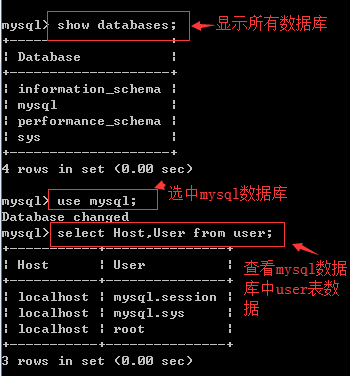 mysql> show databases;
显示所有数据库
+--------------------+
| Database           |
+--------------------+
| information_schema |
| mysql              |
| performance_schema |
| sys                |
+--------------------+
4 rows in set (0.00 sec)
选中mysql数据库
mysql> use mysql;
Database changed
mysql> select Host,User from user;
+-----------+---------------+
| Host      | User          |
+-----------+---------------+
| localhost | mysql.session |
| localhost | mysql.sys     |
| localhost | root          |
+-----------+---------------+
查看mysql数据
库中user表数
据
3 rows in set (0.00 sec)